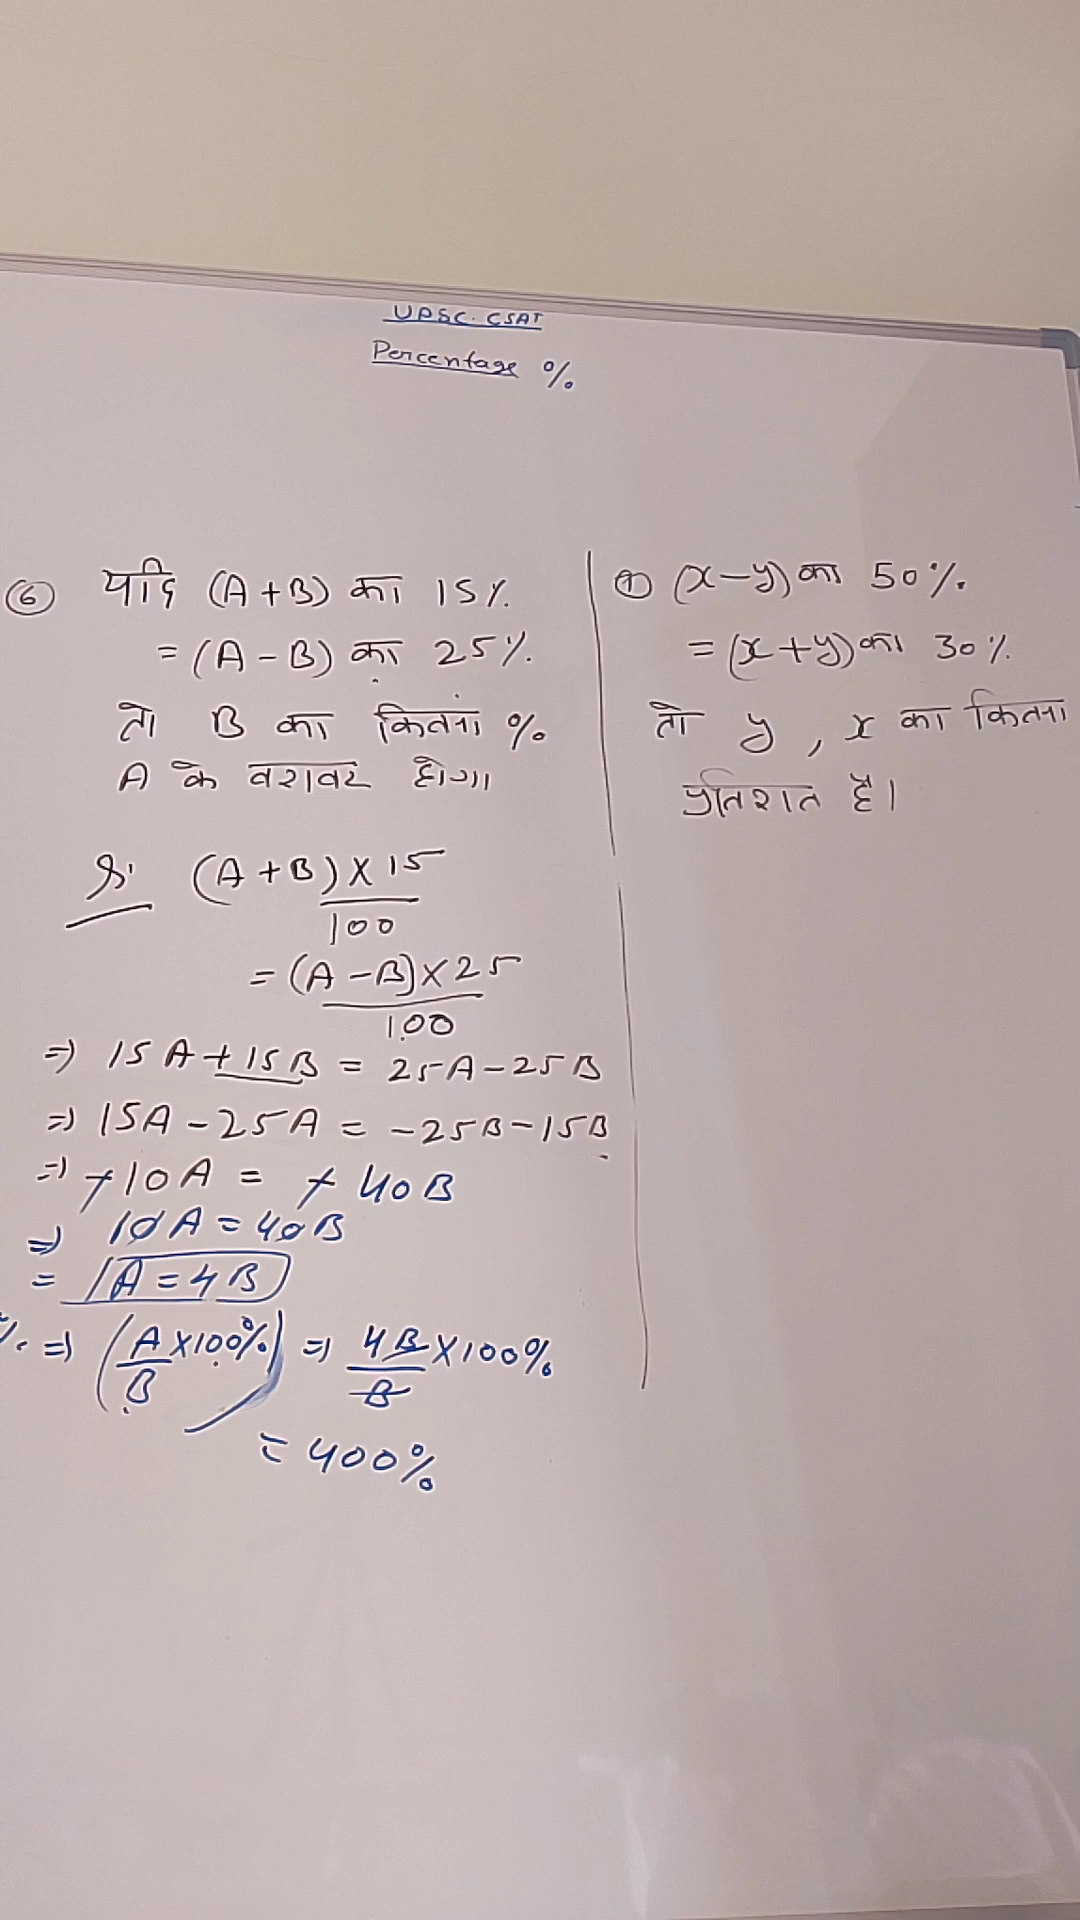 UPSC. CSAT
Percentage %
⑥ यदि (A+B) का 15%
= (A-B) का 25%
तो B का कितना %
A के बराबर होगा
(A+B) × 15
100
= (A-B) × 25
100
=> 15A + 15B = 25A - 25B
=> 15A - 25A = -25B - 15B
=> +10A = + 40B
=> 10A = 40B
= A = 4B
% => (A/B × 100%) => 4B/B × 100%
= 400%
⑦ (x-y) का 50%
= (x+y) का 30%
तो y, x का कितना
प्रतिशत है।